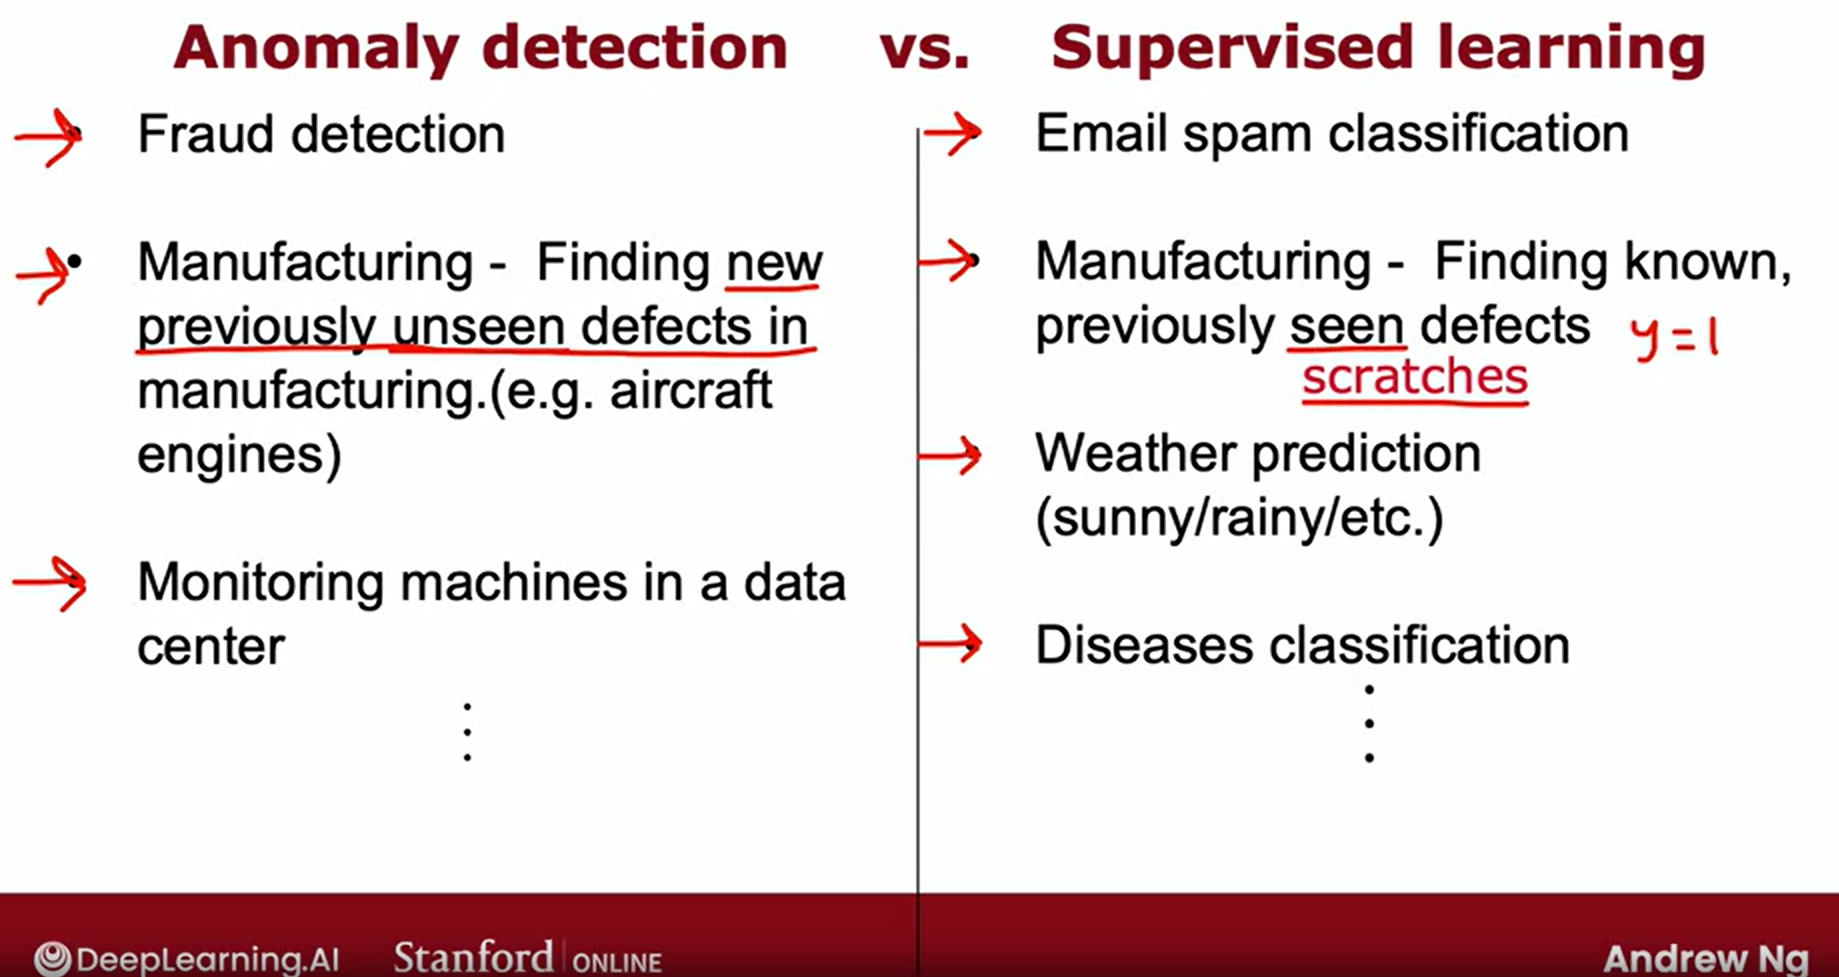 Anomaly detection vs. Supervised learning
Fraud detection
Manufacturing - Finding new
previously unseen defects in
manufacturing.(e.g. aircraft
engines)
Monitoring machines in a data
center
Email spam classification
Manufacturing - Finding known,
previously seen defects y=1
scratches
Weather prediction
(sunny/rainy/etc.)
Diseases classification
DeepLearning.AI Stanford ONLINE Andrew Ng